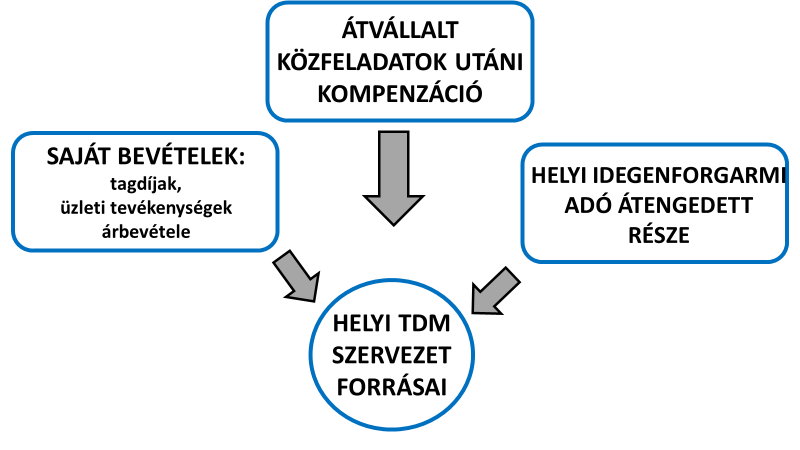 ÁTVÁLLALT
KÖZFELADATOK UTÁNI
KOMPENZÁCIÓ
SAJÁT BEVÉTELEK:
tagdíjak,
üzleti tevékenységek
árbevétele
HELYI IDEGENFORGARMI
ADÓ ÁTENGEDETT
RÉSZE
HELYI TDM
SZERVEZET
FORRÁSAI